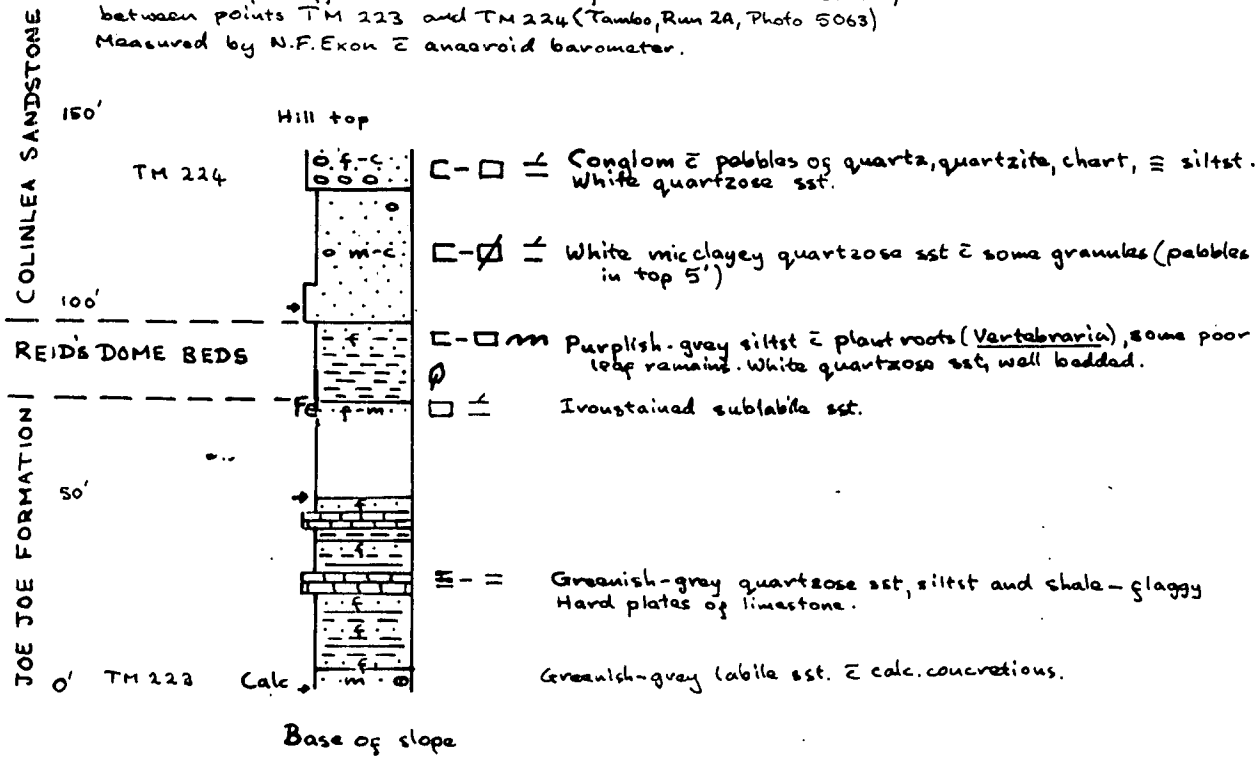 between points TM 223 and TM 224 (Tambo, Run 2A, Photo 5063)
Measured by N.F. Exon c̄ anaeroid barometer.
COLINLEA SANDSTONE
150'
Hill top
TM 224
f-c
Conglom c̄ pebbles of quartz, quartzite, chert, ≡ siltst.
White quartzose sst.
m-c
White mic clayey quartzose sst c̄ some granules (pebbles
in top 5')
100'
REID'S DOME BEDS
f
Purplish-grey siltst c̄ plant roots (Vertebraria), some poor
leaf remains. White quartzose sst, well bedded.
Fe
f-m
Ironstained sublabile sst.
JOE JOE FORMATION
50'
f
f
Greenish-grey quartzose sst, siltst and shale - flaggy
Hard plates of limestone.
f
f
f
0'
TM 223
Calc
m
Greenish-grey labile sst. c̄ calc. concretions.
Base of slope